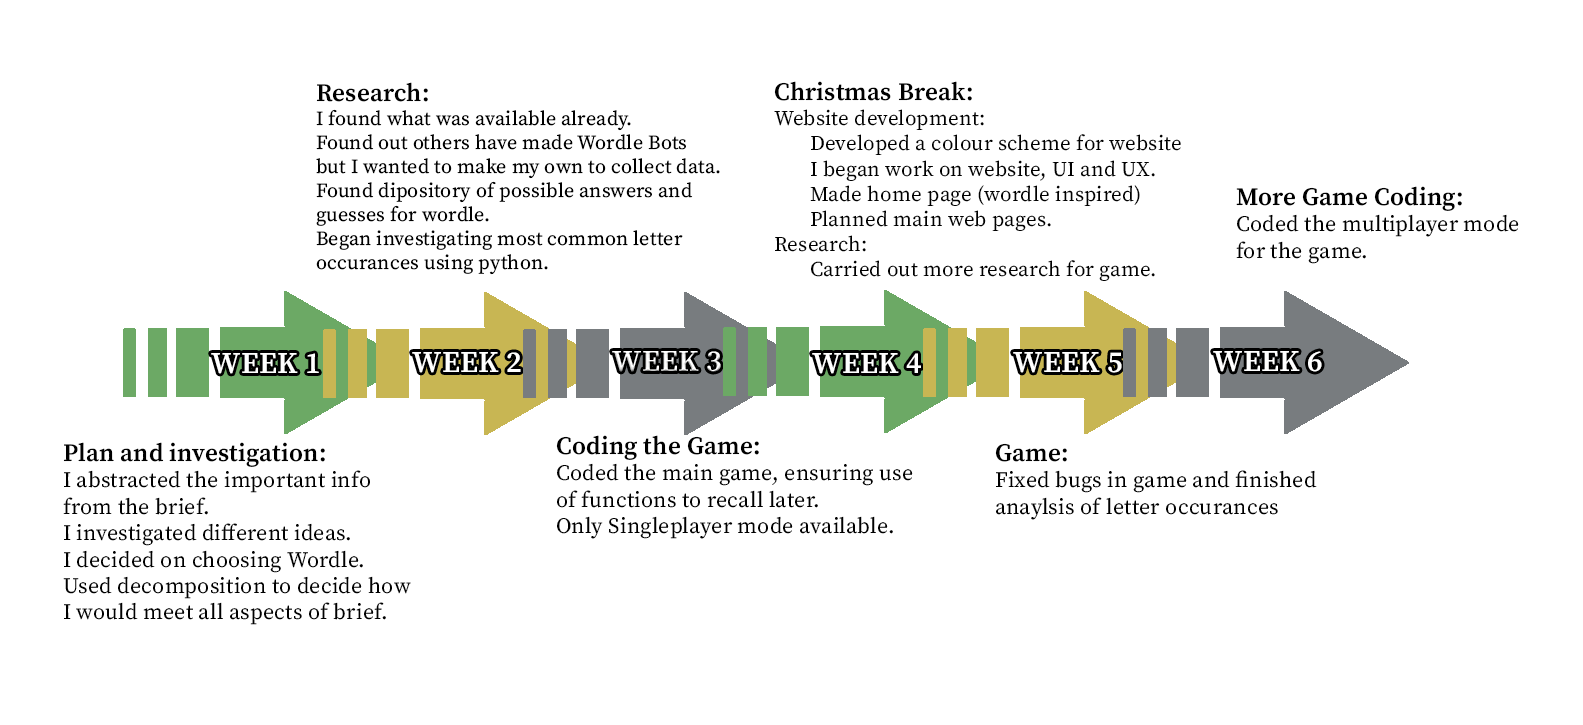 Research:
I found what was available already.
Found out others have made Wordle Bots
but I wanted to make my own to collect data.
Found dipository of possible answers and
guesses for wordle.
Began investigating most common letter
occurances using python.
Christmas Break:
Website development:
Developed a colour scheme for website
I began work on website, UI and UX.
Made home page (wordle inspired)
Planned main web pages.
Research:
Carried out more research for game.
More Game Coding:
Coded the multiplayer mode
for the game.
WEEK 1
WEEK 2
WEEK 3
WEEK 4
WEEK 5
WEEK 6
Plan and investigation:
I abstracted the important info
from the brief.
I investigated different ideas.
I decided on choosing Wordle.
Used decomposition to decide how
I would meet all aspects of brief.
Coding the Game:
Coded the main game, ensuring use
of functions to recall later.
Only Singleplayer mode available.
Game:
Fixed bugs in game and finished
anaylsis of letter occurances